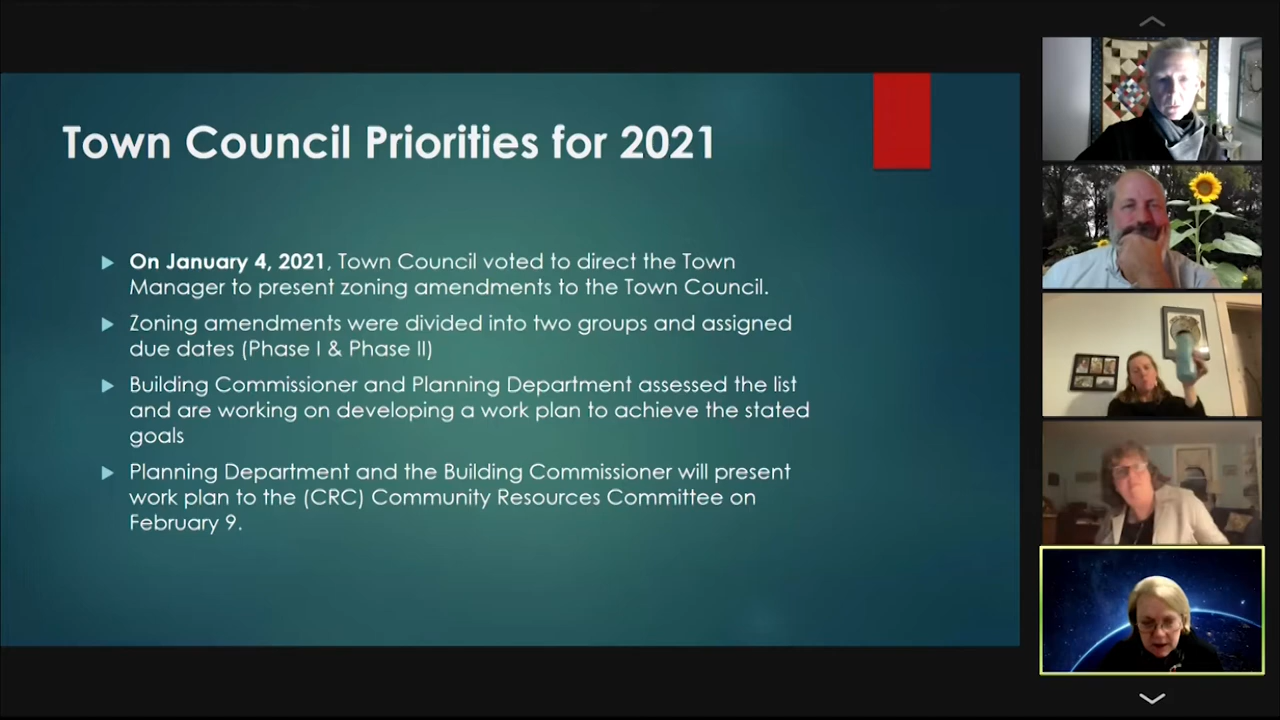 Town Council Priorities for 2021
On January 4, 2021, Town Council voted to direct the Town
Manager to present zoning amendments to the Town Council.
Zoning amendments were divided into two groups and assigned
due dates (Phase I & Phase II)
Building Commissioner and Planning Department assessed the list
and are working on developing a work plan to achieve the stated
goals
Planning Department and the Building Commissioner will present
work plan to the (CRC) Community Resources Committee on
February 9.